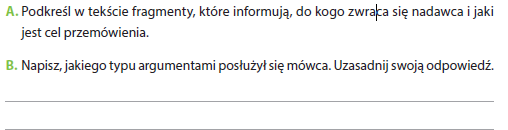 A. Podkreśl w tekście fragmenty, które informują, do kogo zwraca się nadawca i jaki
jest cel przemówienia.
B. Napisz, jakiego typu argumentami posłużył się mówca. Uzasadnij swoją odpowiedź.